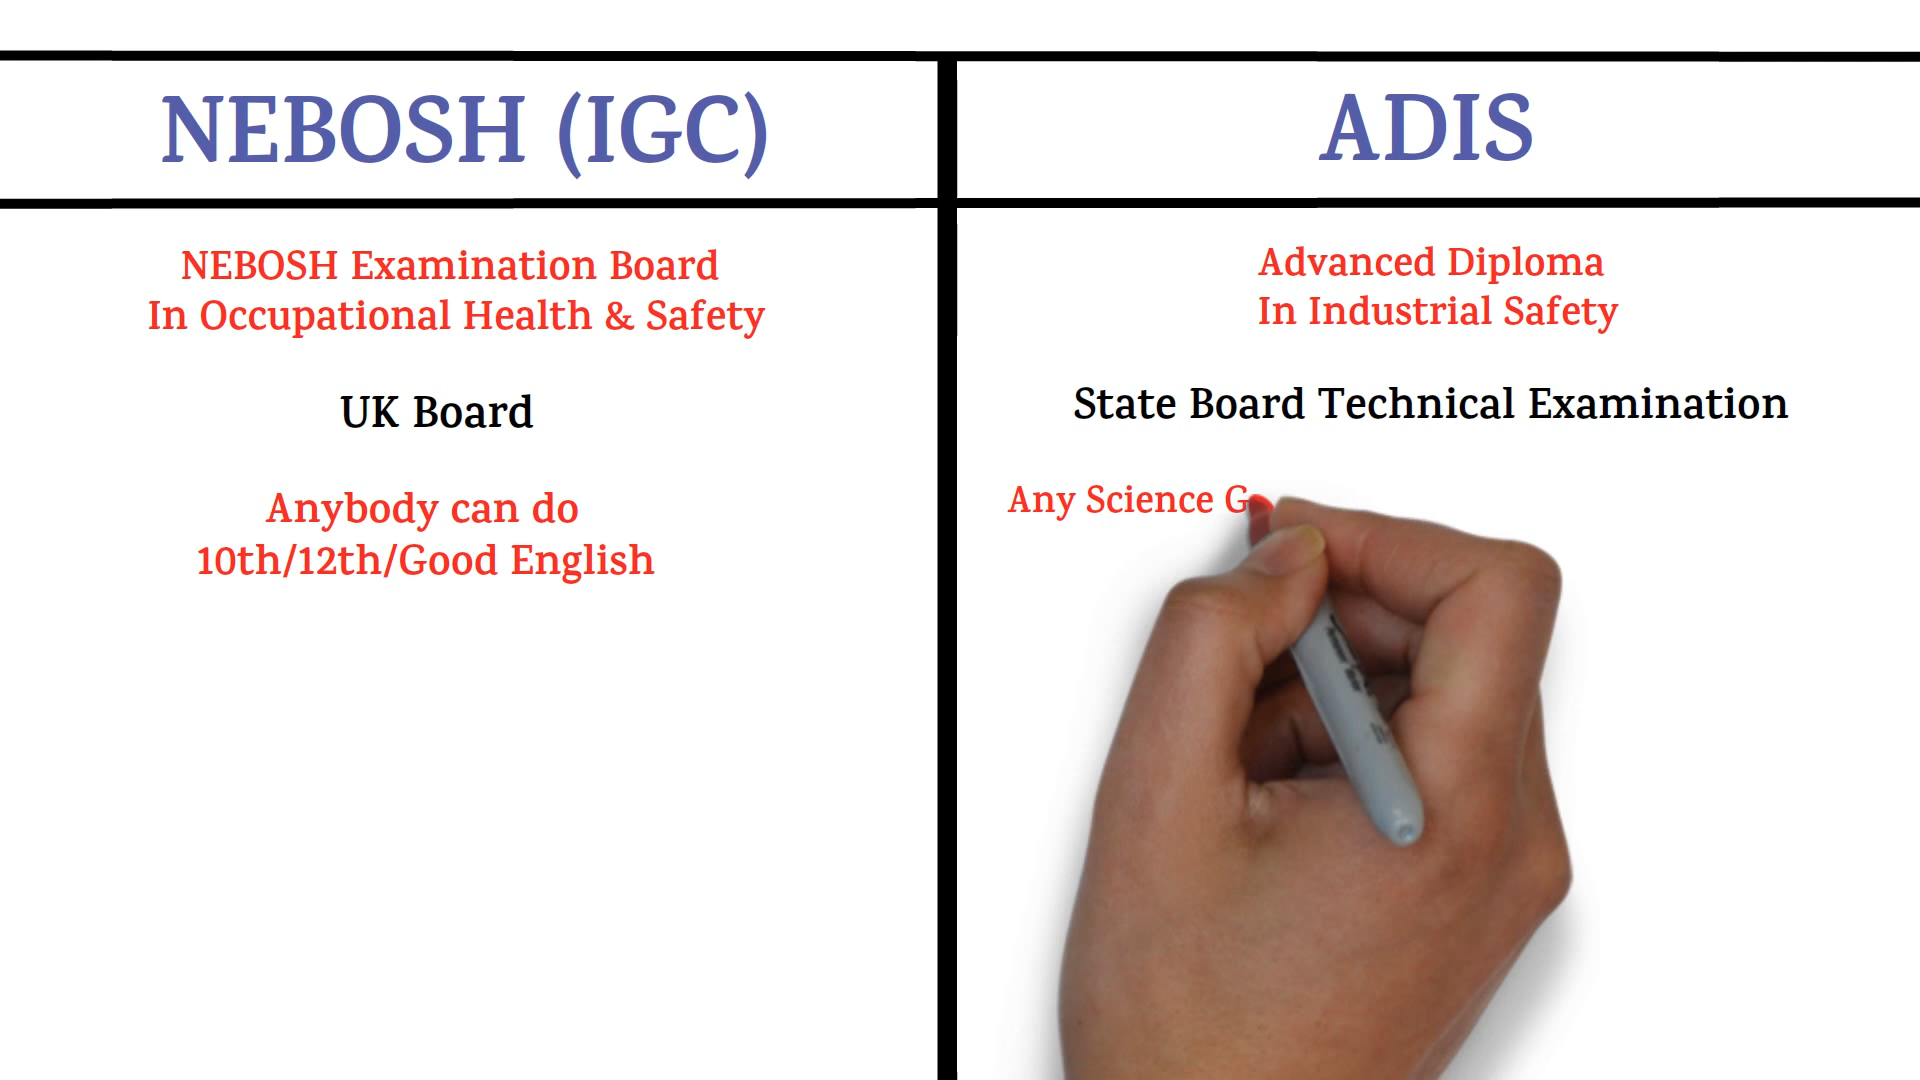 NEBOSH (IGC)
NEBOSH Examination Board
In Occupational Health & Safety
UK Board
Anybody can do
10th/12th/Good English
ADIS
Advanced Diploma
In Industrial Safety
State Board Technical Examination
Any Science G